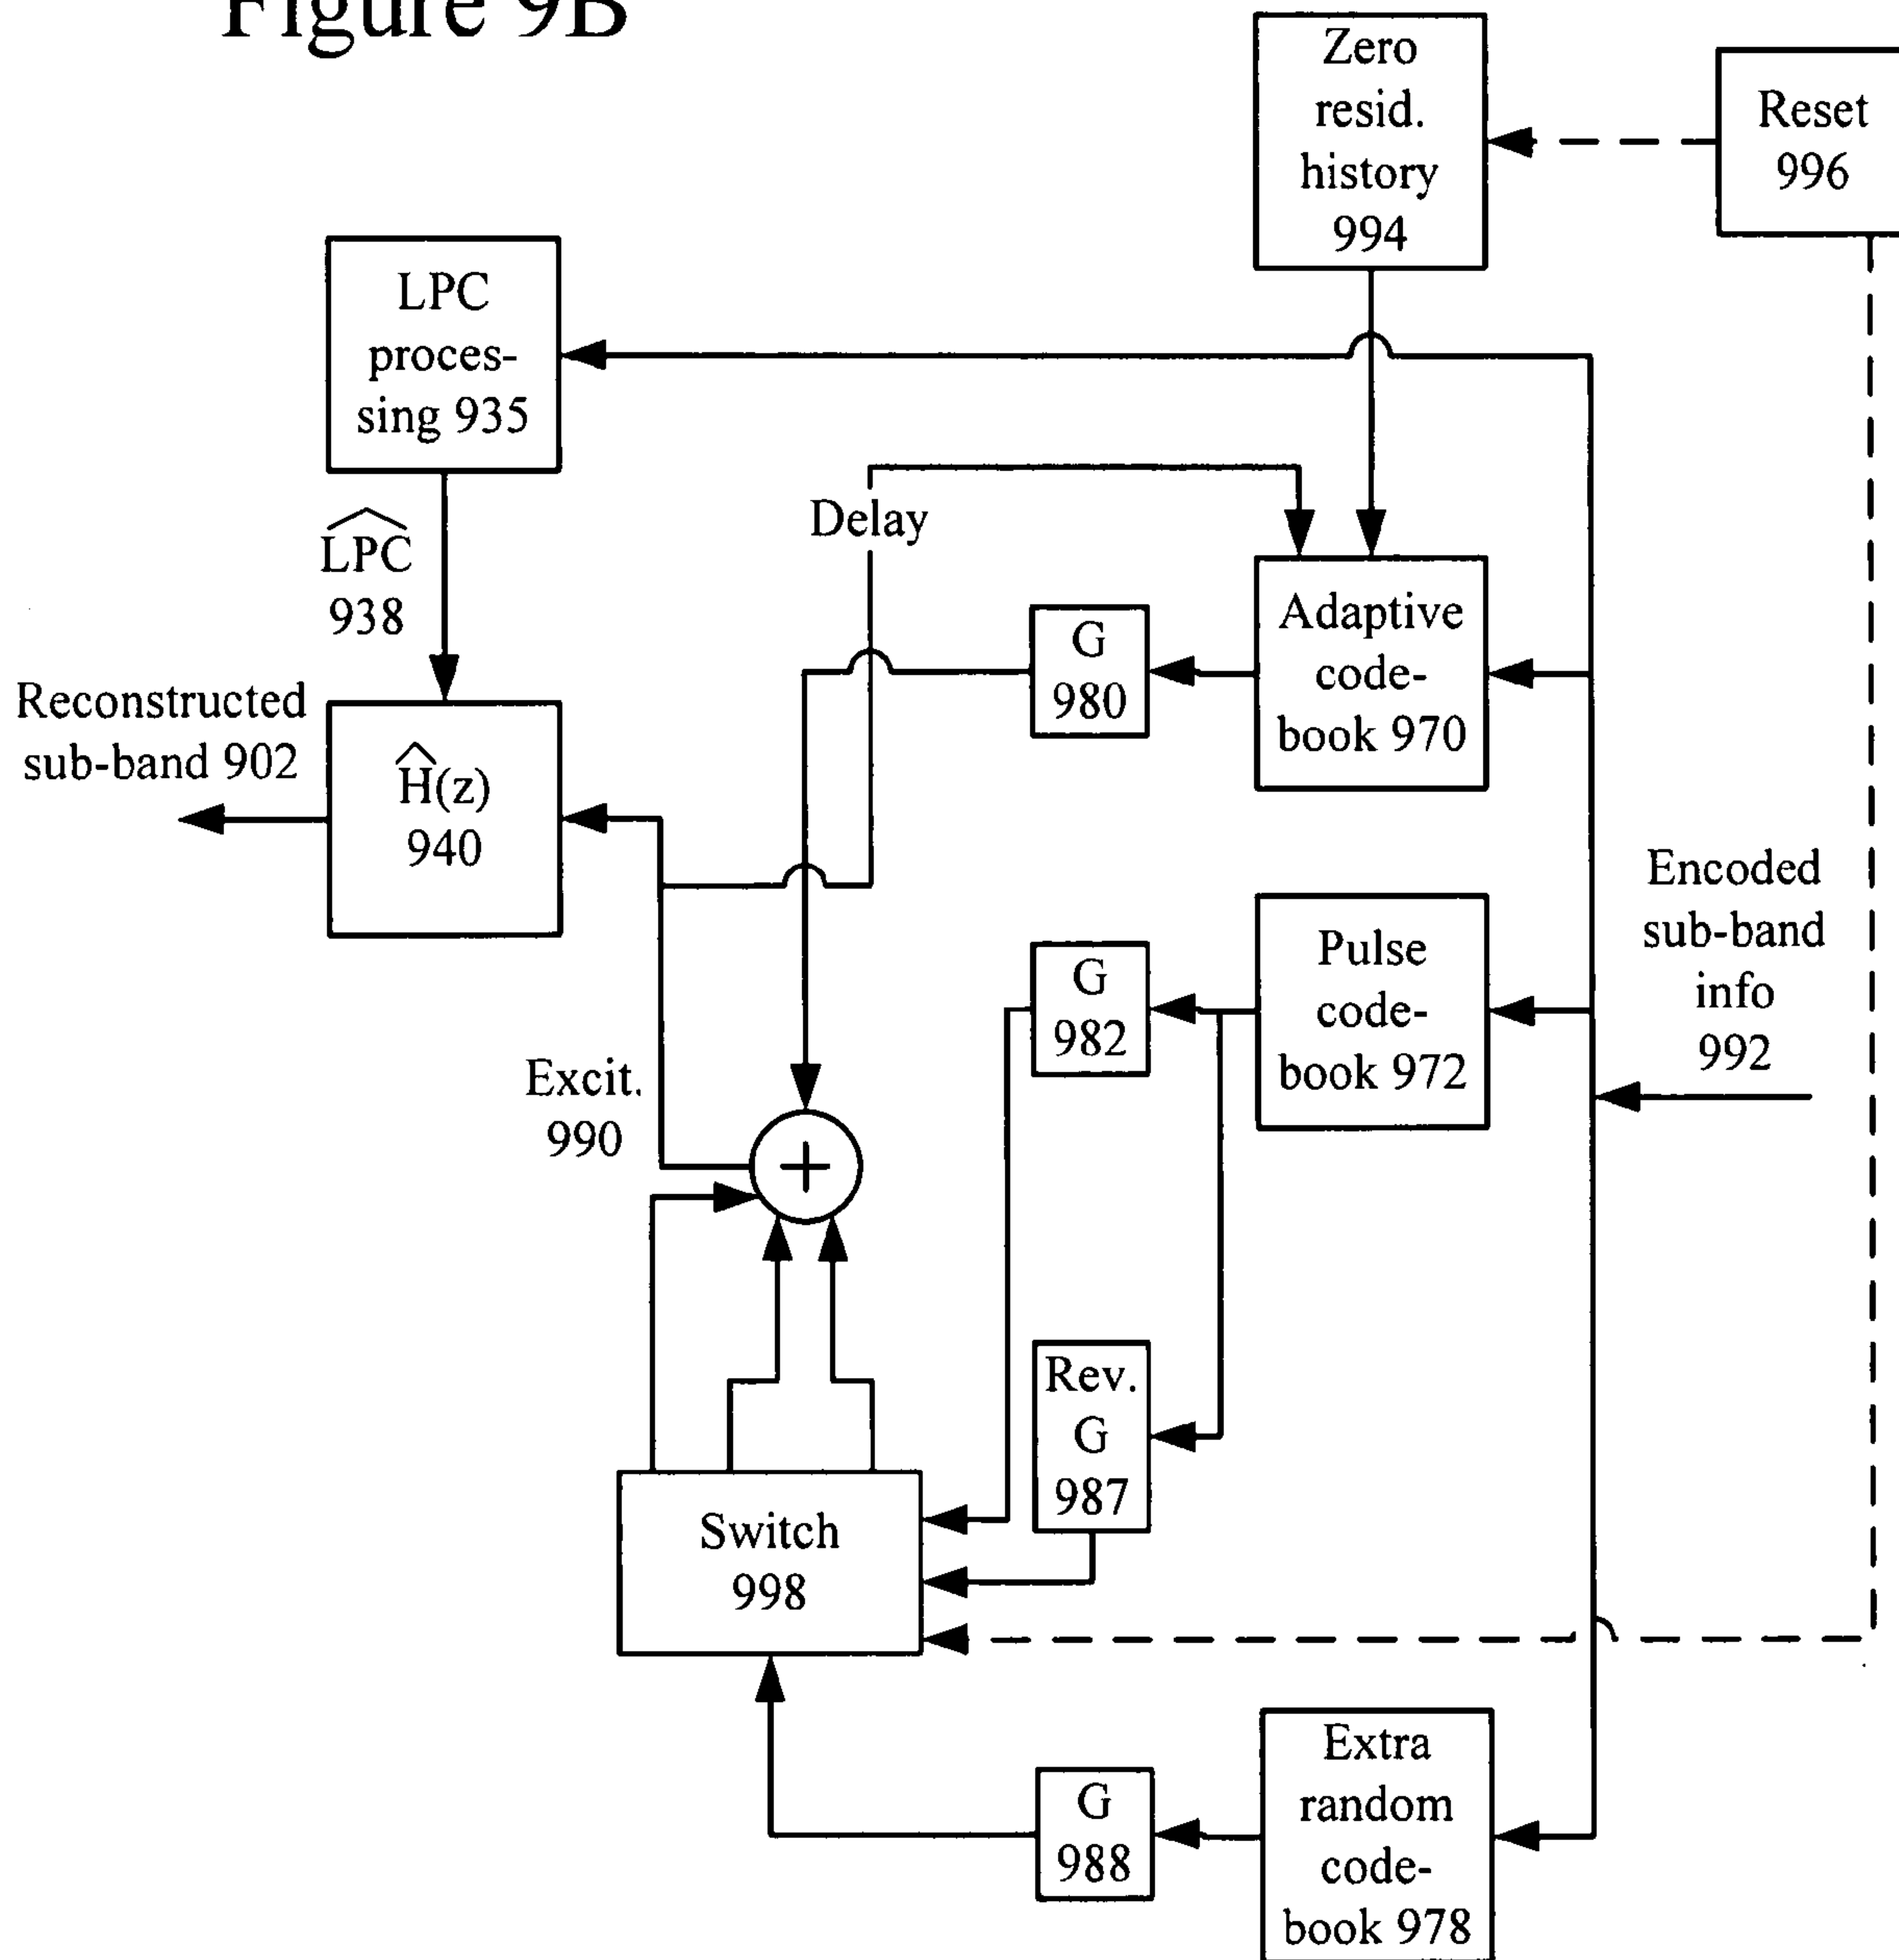 Figure 9B
Zero
resid.
history
994
Reset
996
LPC
proces-
sing 935
Delay
LPC
938
Adaptive
code-
book 970
G
980
Reconstructed
sub-band 902
Ĥ(z)
940
Encoded
sub-band
info
992
Pulse
code-
book 972
G
982
Excit.
990
+
Rev.
G
987
Switch
998
Extra
random
code-
book 978
G
988